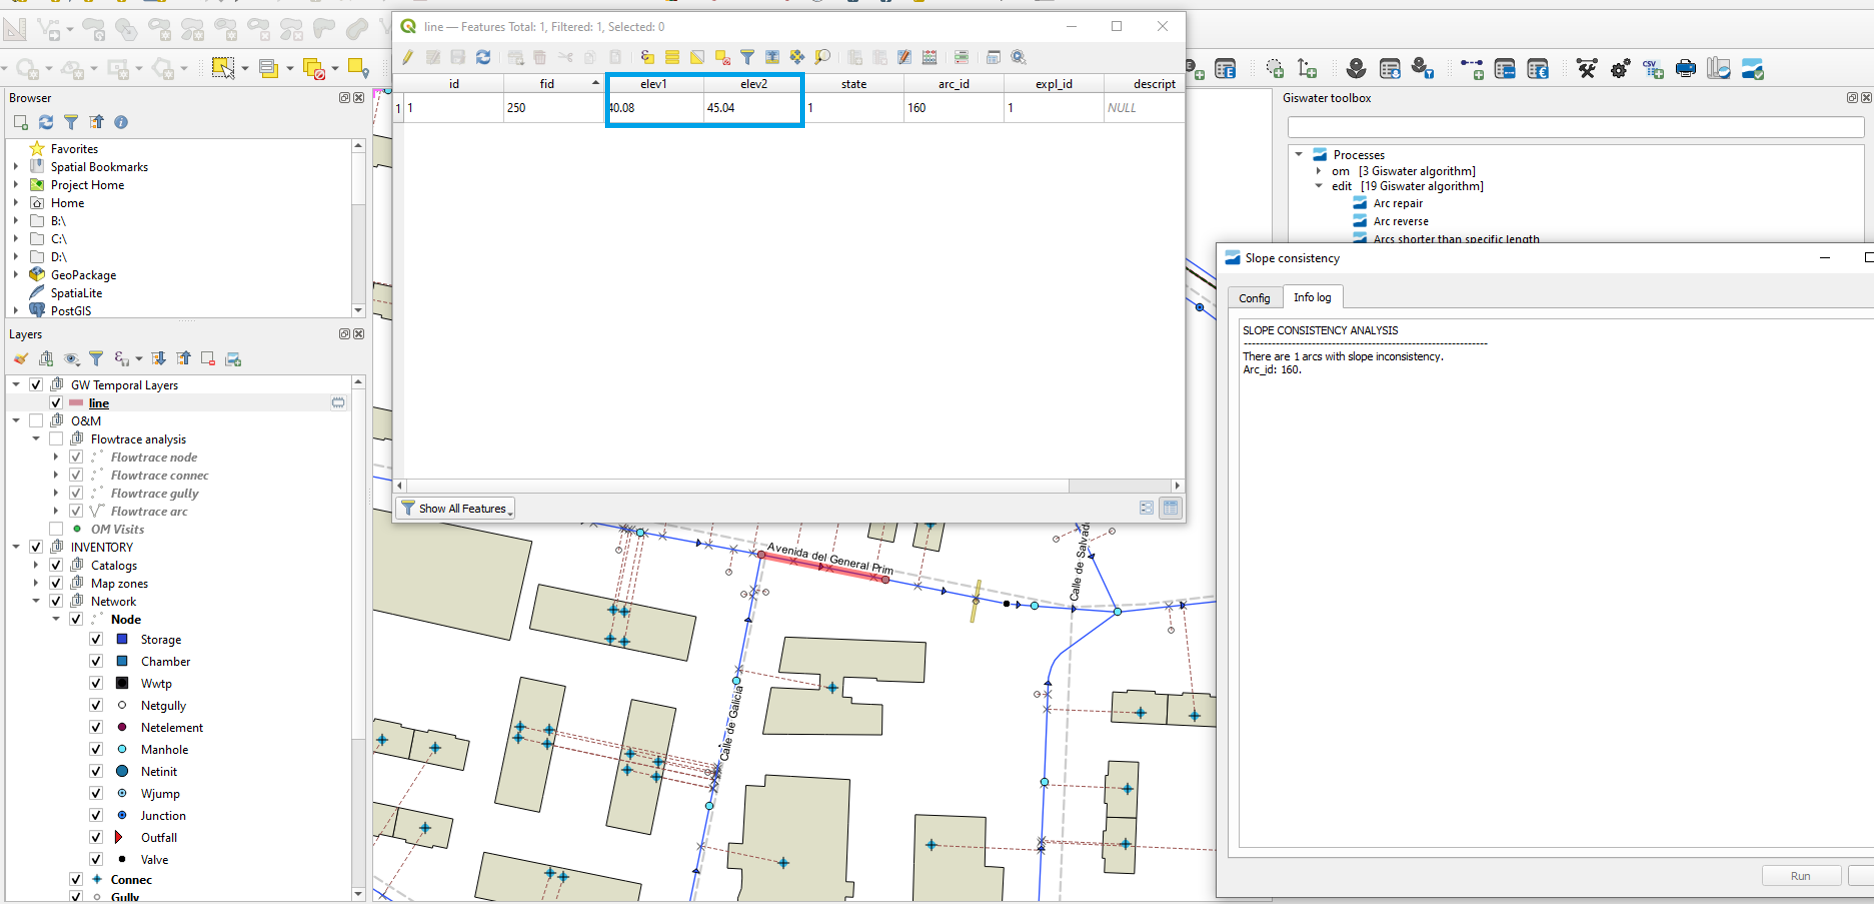 line — Features Total: 1, Filtered: 1, Selected: 0
id fid elev1 elev2 state arc_id expl_id descript
1 1 250 40.08 45.04 1 160 1 NULL
Show All Features
Browser
Favorites
Spatial Bookmarks
Project Home
Home
B:\
C:\
D:\
GeoPackage
SpatiaLite
PostGIS
Layers
GW Temporal Layers
line
O&M
Flowtrace analysis
Flowtrace node
Flowtrace connec
Flowtrace gully
Flowtrace arc
OM Visits
INVENTORY
Catalogs
Map zones
Network
Node
Storage
Chamber
Wwtp
Netgully
Netelement
Manhole
Netinit
Wjump
Junction
Outfall
Valve
Connec
Gully
Avenida del General Prim
Calle de Salvad
Calle de Galicia
CSV
Giswater toolbox
Processes
om [3 Giswater algorithm]
edit [19 Giswater algorithm]
Arc repair
Arc reverse
Arcs shorter than specific length
Slope consistency
Config Info log
SLOPE CONSISTENCY ANALYSIS
There are 1 arcs with slope inconsistency.
Arc_id: 160.
Run